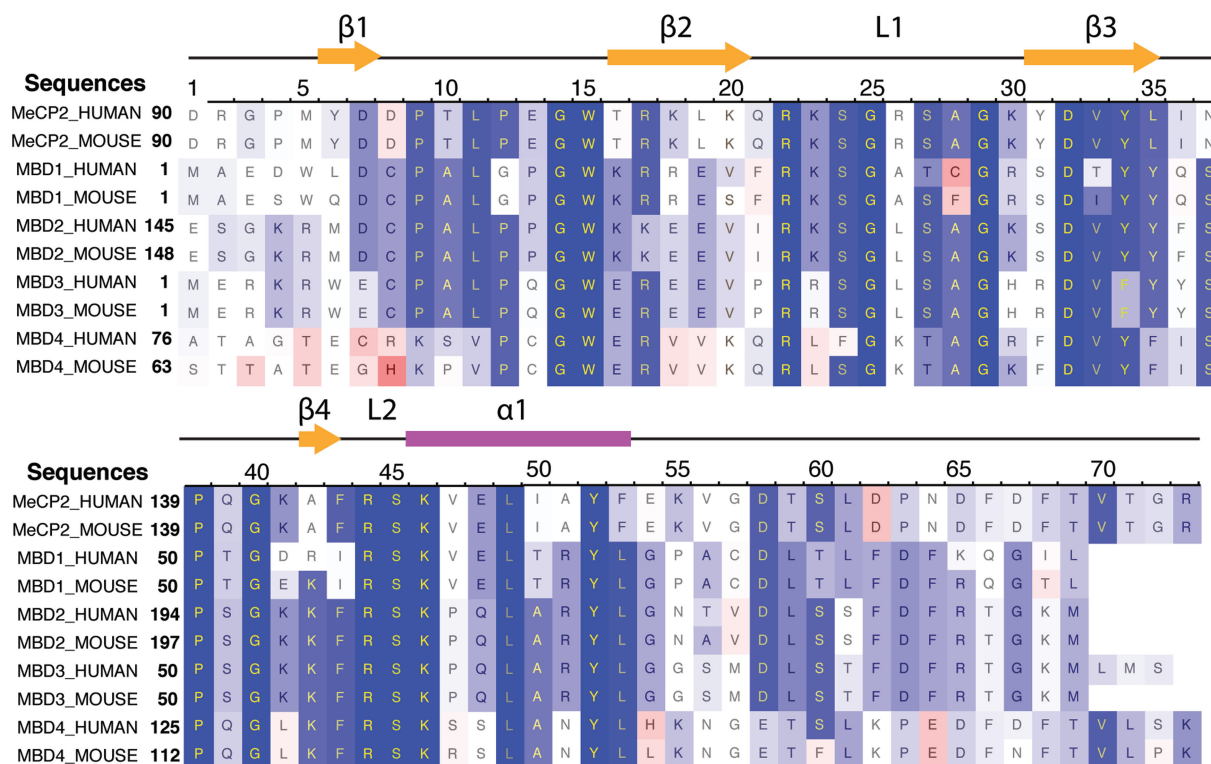 β1 β2 L1 β3
Sequences 1 5 10 15 20 25 30 35
MeCP2_HUMAN 90 D R G P M Y D D P T L P E G W T R K L K Q R K S G R S A G K Y D V Y L I N
MeCP2_MOUSE 90 D R G P M Y D D P T L P E G W T R K L K Q R K S G R S A G K Y D V Y L I N
MBD1_HUMAN 1 M A E D W L D C P A L G P G W K R R E V F R K S G A T C G R S D T Y Y Q S
MBD1_MOUSE 1 M A E S W Q D C P A L G P G W K R R E S F R K S G A S F G R S D I Y Y Q S
MBD2_HUMAN 145 E S G K R M D C P A L P P G W K K E E V I R K S G L S A G K S D V Y Y F S
MBD2_MOUSE 148 E S G K R M D C P A L P P G W K K E E V I R K S G L S A G K S D V Y Y F S
MBD3_HUMAN 1 M E R K R W E C P A L P Q G W E R E E V P R R S G L S A G H R D V F Y Y S
MBD3_MOUSE 1 M E R K R W E C P A L P Q G W E R E E V P R R S G L S A G H R D V F Y Y S
MBD4_HUMAN 76 A T A G T E C R K S V P C G W E R V V K Q R L F G K T A G R F D V Y F I S
MBD4_MOUSE 63 S T T A T E G H K P V P C G W E R V V K Q R L S G K T A G K F D V Y F I S
β4 L2 α1
Sequences 40 45 50 55 60 65 70
MeCP2_HUMAN 139 P Q G K A F R S K V E L I A Y F E K V G D T S L D P N D F D F T V T G R
MeCP2_MOUSE 139 P Q G K A F R S K V E L I A Y F E K V G D T S L D P N D F D F T V T G R
MBD1_HUMAN 50 P T G D R I R S K V E L T R Y L G P A C D L T L F D F K Q G I L
MBD1_MOUSE 50 P T G E K I R S K V E L T R Y L G P A C D L T L F D F R Q G T L
MBD2_HUMAN 194 P S G K K F R S K P Q L A R Y L G N T V D L S S F D F R T G K M
MBD2_MOUSE 197 P S G K K F R S K P Q L A R Y L G N A V D L S S F D F R T G K M
MBD3_HUMAN 50 P S G K K F R S K P Q L A R Y L G G S M D L S T F D F R T G K M L M S
MBD3_MOUSE 50 P S G K K F R S K P Q L A R Y L G G S M D L S T F D F R T G K M
MBD4_HUMAN 125 P Q G L K F R S K S S L A N Y L H K N G E T S L K P E D F D F T V L S K
MBD4_MOUSE 112 P Q G L K F R S K R S L A N Y L L K N G E T F L K P E D F N F T V L P K